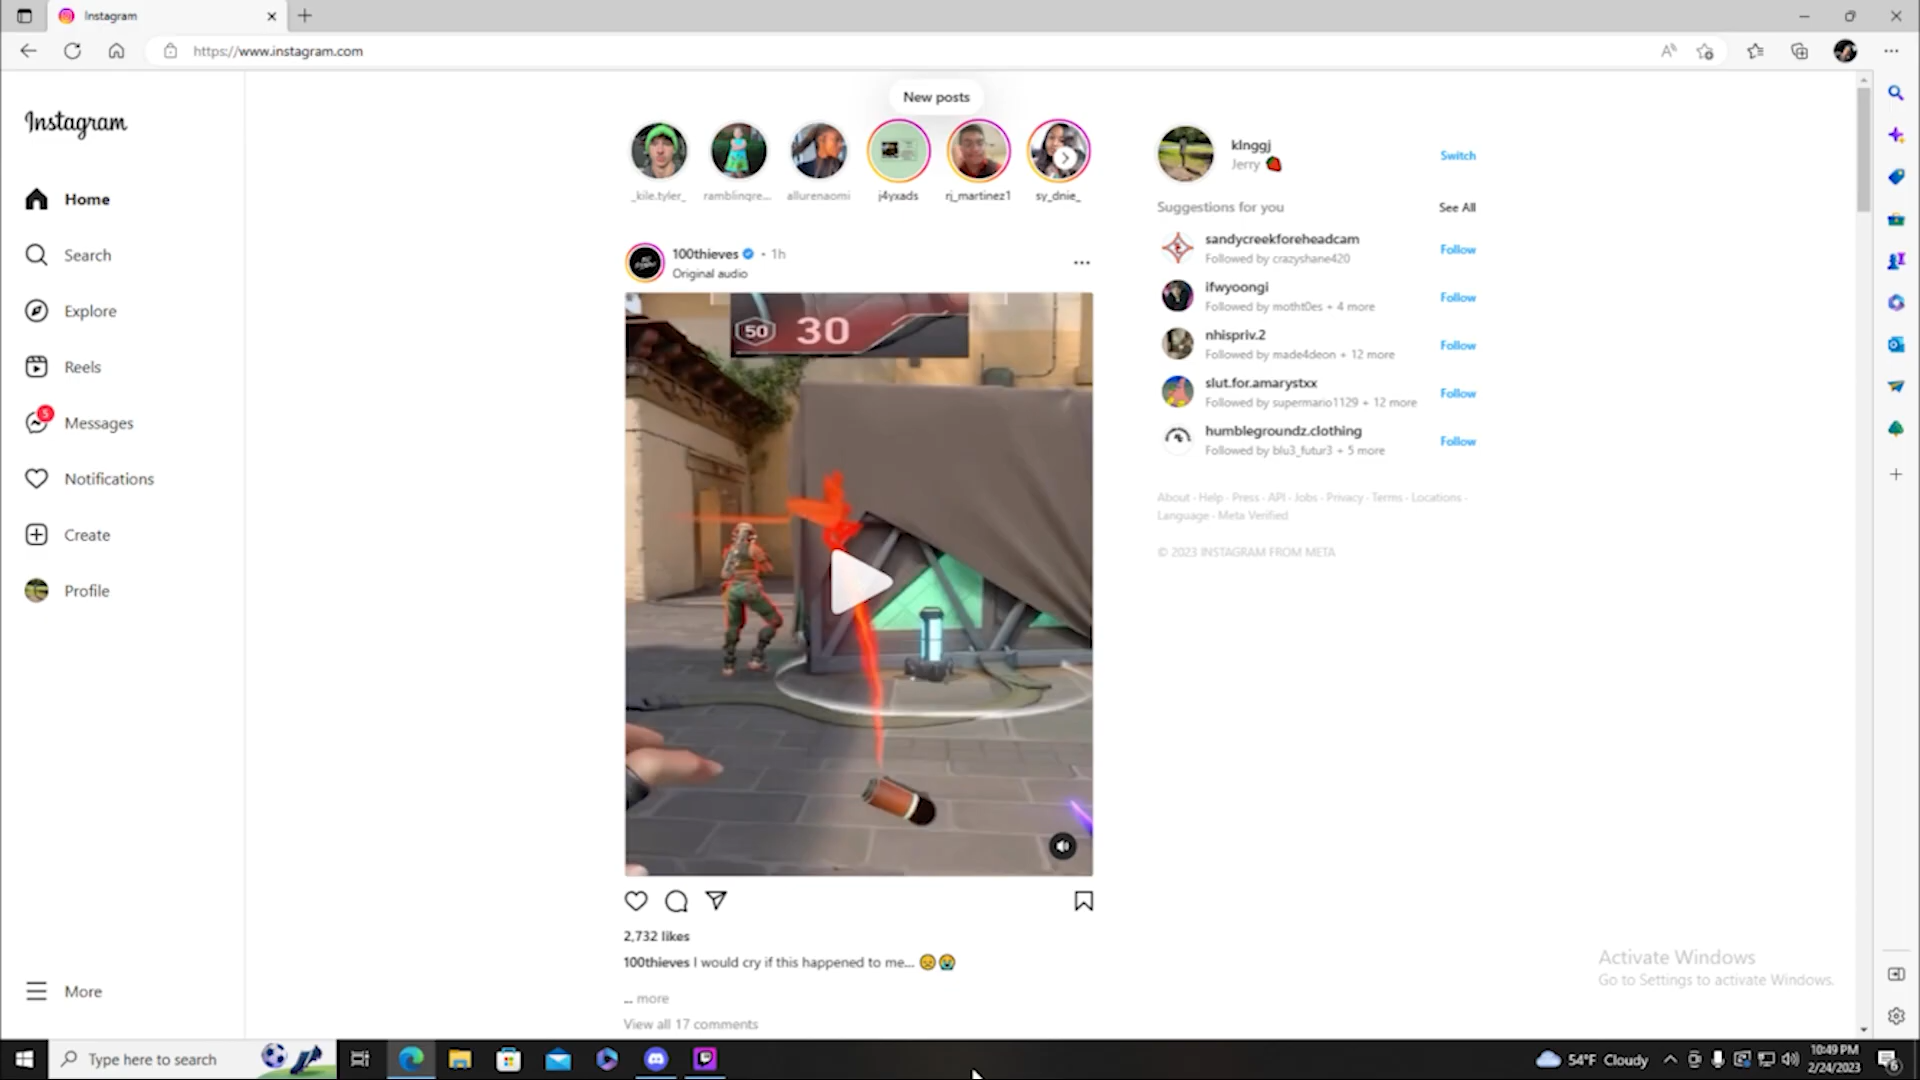 Instagram
https://www.instagram.com
Instagram
Home
Search
Explore
Reels
5
Messages
Notifications
Create
Profile
More
New posts
_kile.tyler_
ramblingre...
allurenaomi
j4yxads
rj_martinez1
sy_dnie_
100thieves • 1h
Original audio
50 30
2,732 likes
100thieves I would cry if this happened to me... 😥😭
... more
View all 17 comments
klnggj
Jerry 🍓
Switch
Suggestions for you
See All
sandycreekforeheadcam
Followed by crazyshane420
Follow
ifwyoongi
Followed by motht0es + 4 more
Follow
nhispriv.2
Followed by made4deon + 12 more
Follow
slut.for.amarystxx
Followed by supermario1129 + 12 more
Follow
humblegroundz.clothing
Followed by blu3_futur3 + 5 more
Follow
About · Help · Press · API · Jobs · Privacy · Terms · Locations ·
Language · Meta Verified
© 2023 INSTAGRAM FROM META
Activate Windows
Go to Settings to activate Windows.
Type here to search
54°F Cloudy
10:49 PM
2/24/2023
6